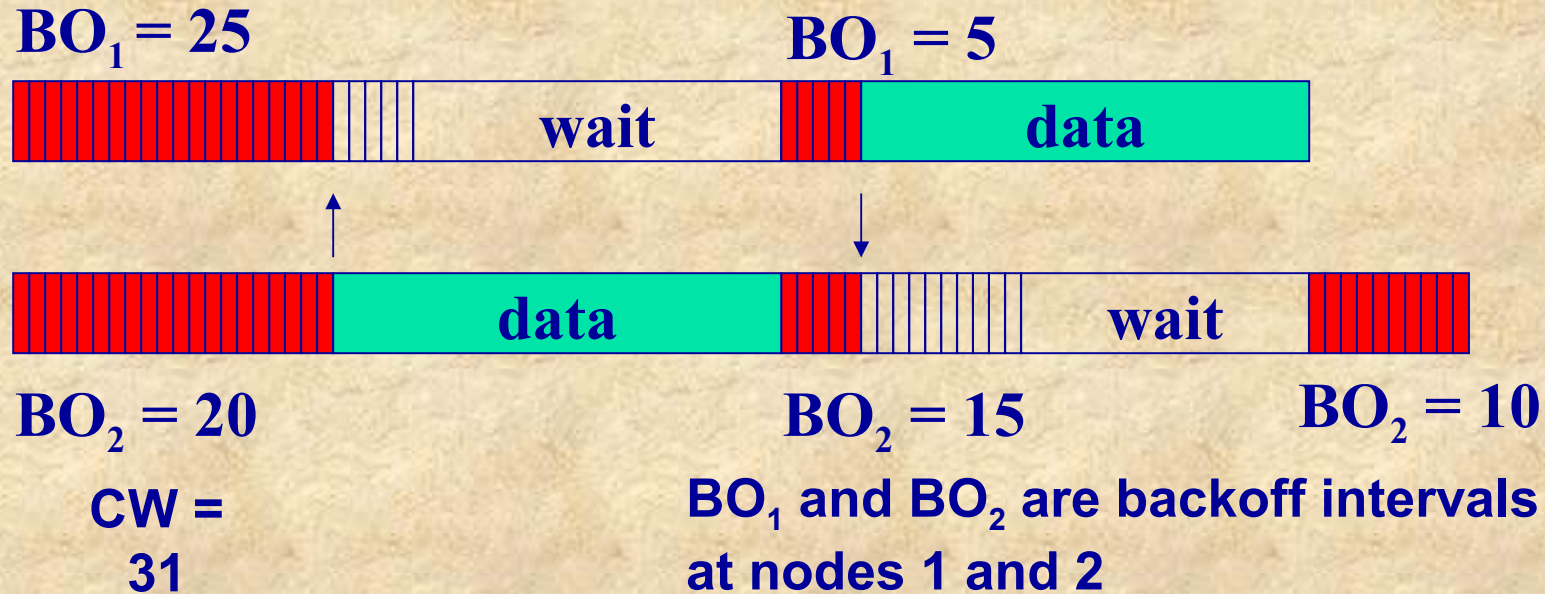 BO₁ = 25
BO₁ = 5
wait
data
data
wait
BO₂ = 20
BO₂ = 15
BO₂ = 10
CW =
31
BO₁ and BO₂ are backoff intervals
at nodes 1 and 2